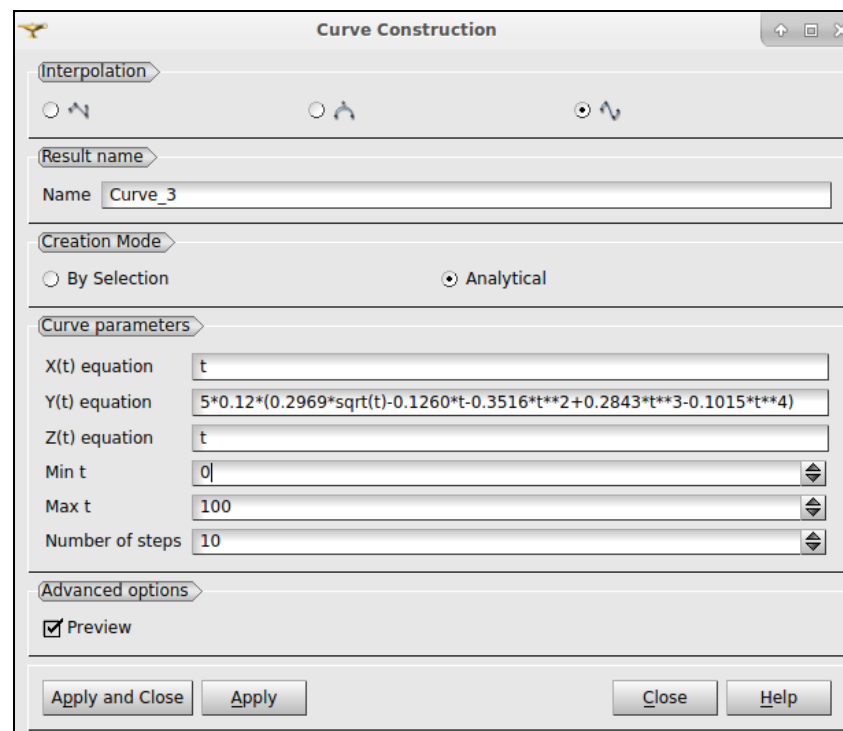 Curve Construction
Interpolation
Result name
Name Curve_3
Creation Mode
By Selection Analytical
Curve parameters
X(t) equation t
Y(t) equation 5*0.12*(0.2969*sqrt(t)-0.1260*t-0.3516*t**2+0.2843*t**3-0.1015*t**4)
Z(t) equation t
Min t 0
Max t 100
Number of steps 10
Advanced options
Preview
Apply and Close Apply Close Help